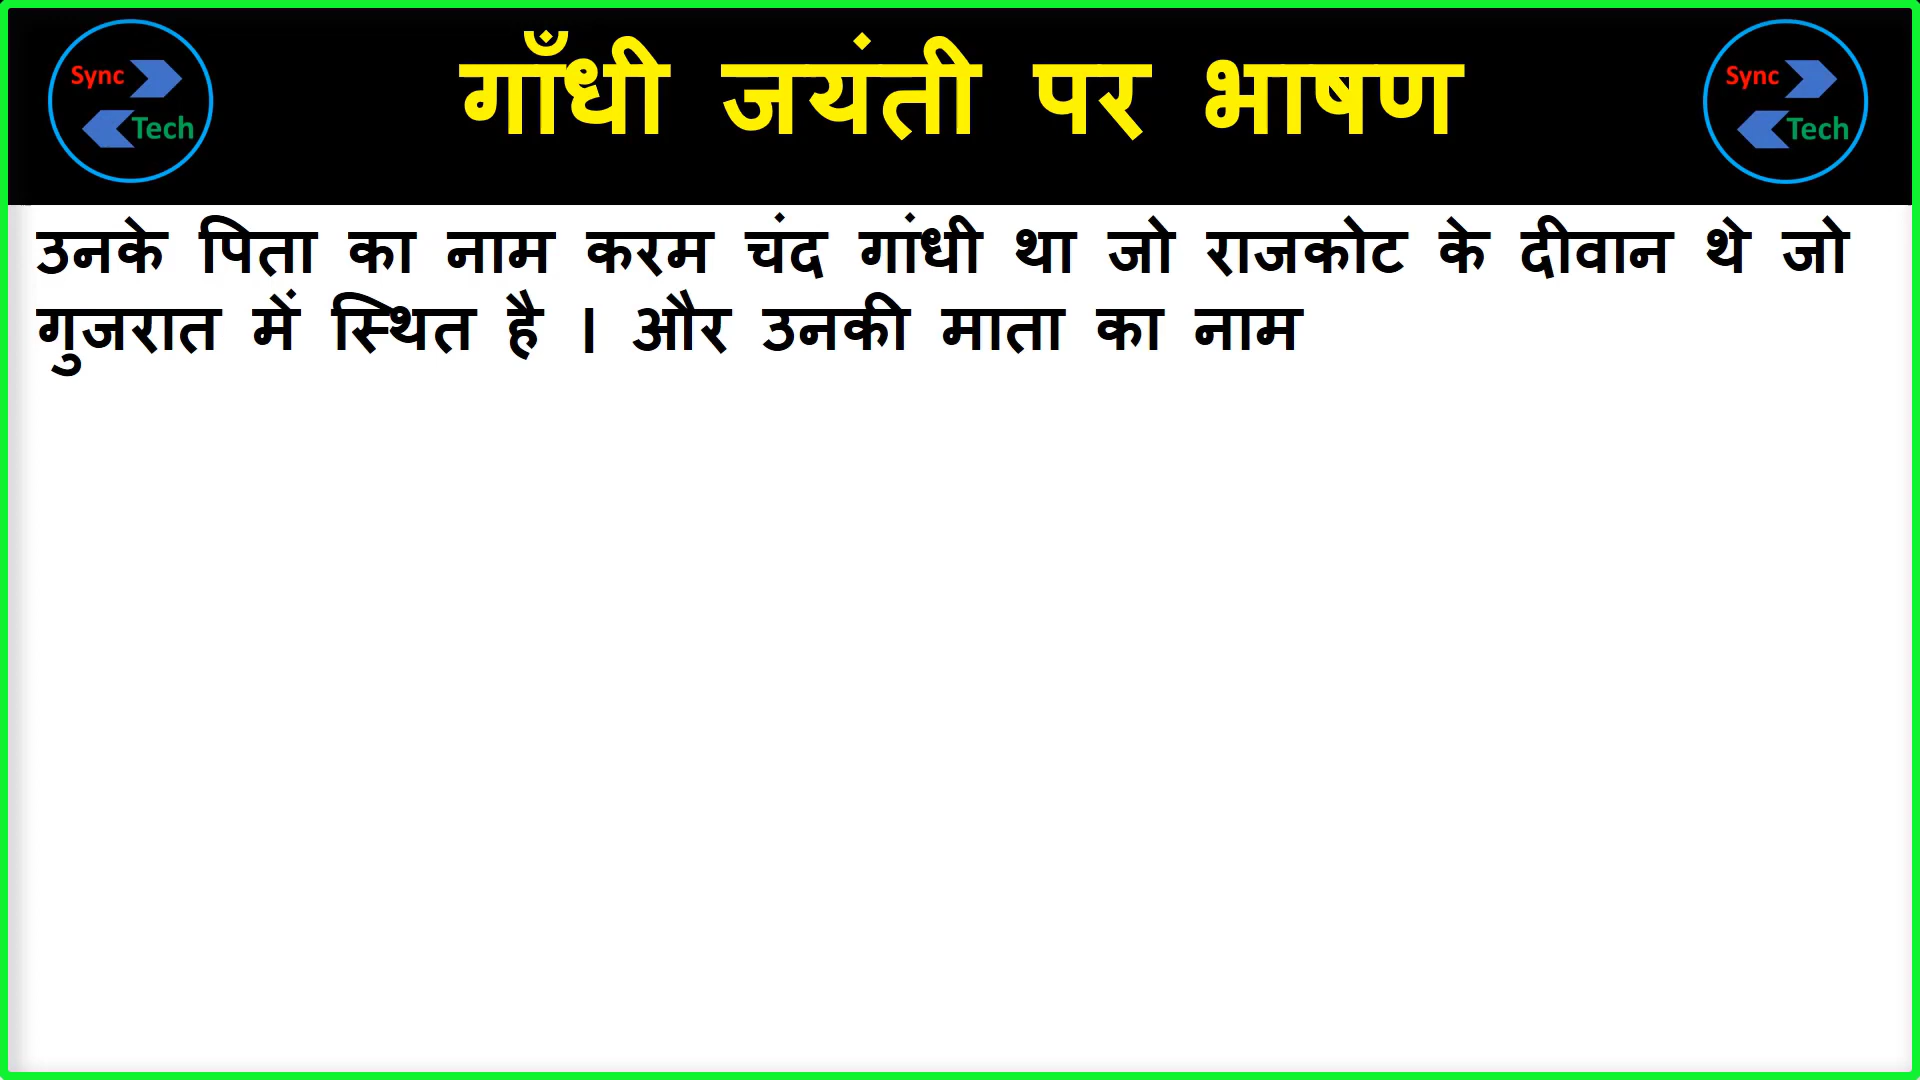 Sync
Tech
गाँधी जयंती पर भाषण
Sync
Tech
उनके पिता का नाम करम चंद गांधी था जो राजकोट के दीवान थे जो
गुजरात में स्थित है । और उनकी माता का नाम